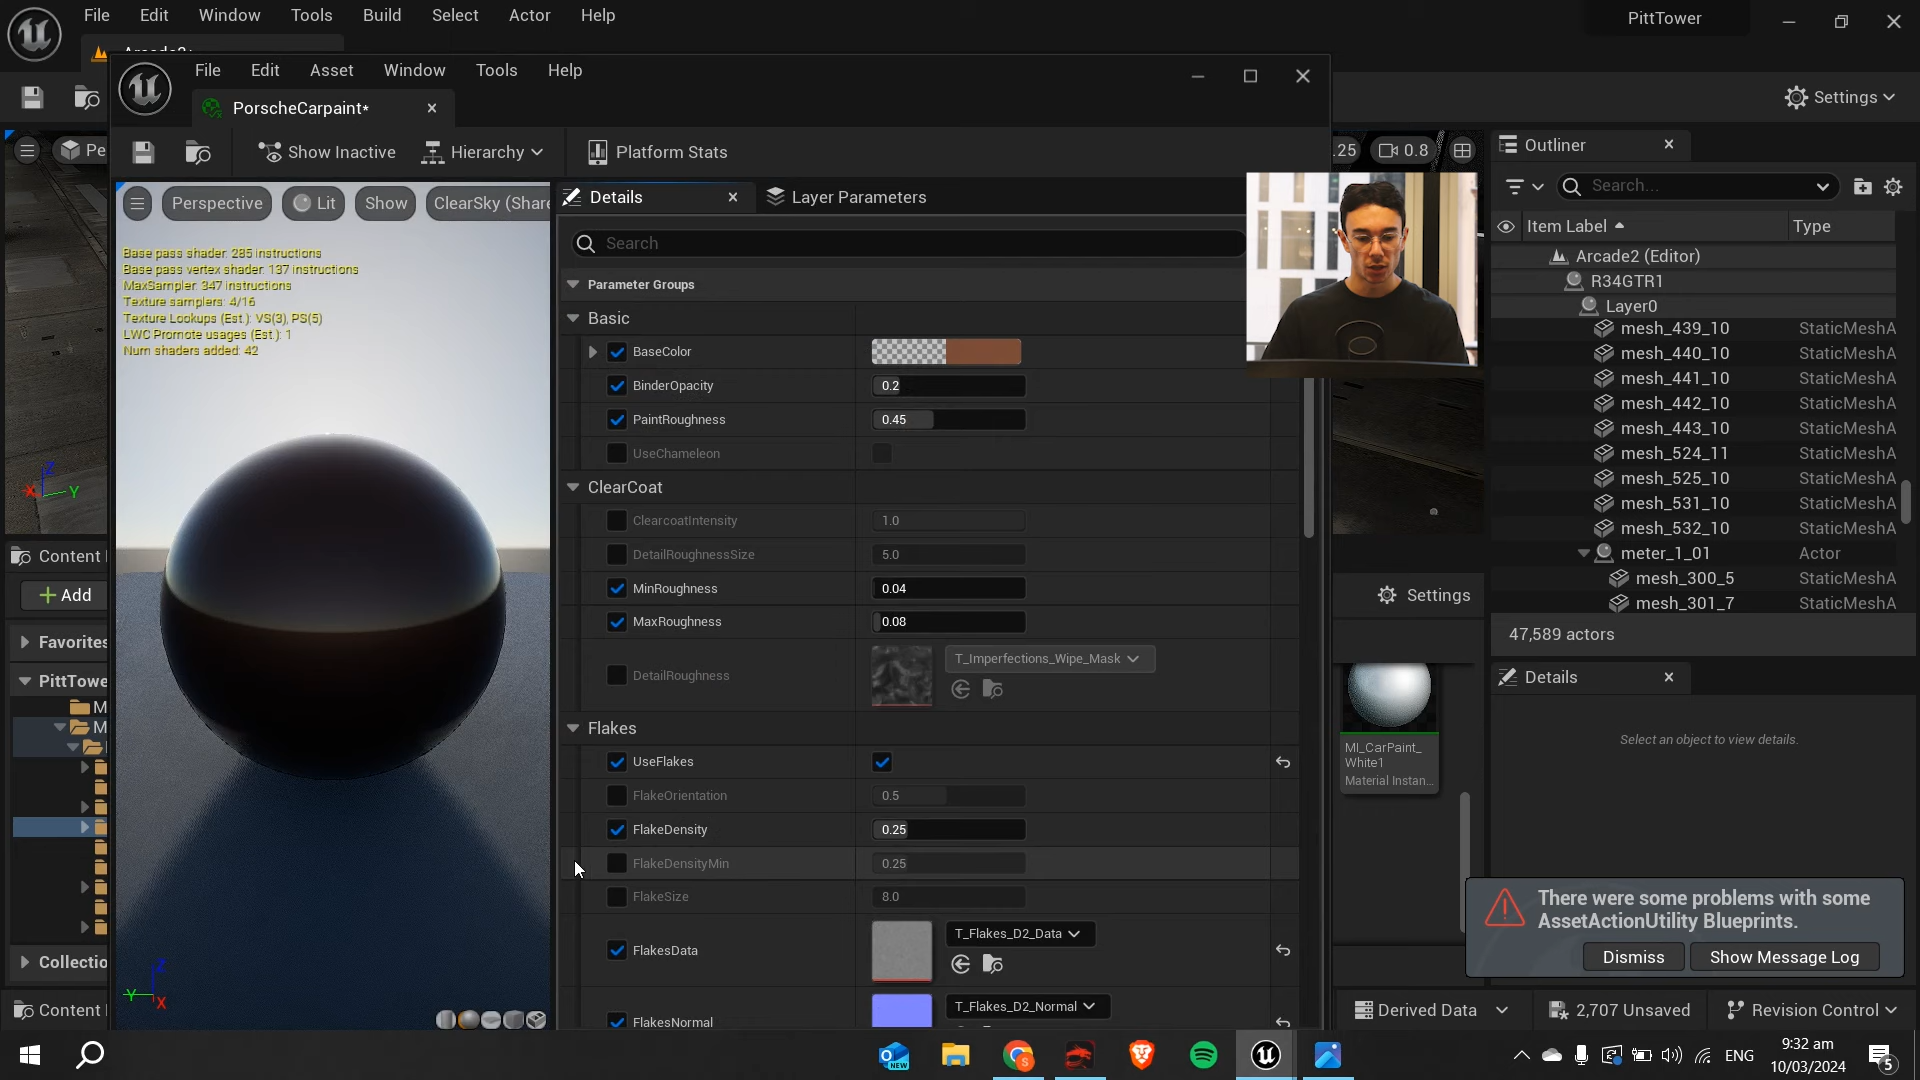 File Edit Window Tools Build Select Actor Help
PittTower
File Edit Asset Window Tools Help
PorscheCarpaint*
Settings
Show Inactive Hierarchy Platform Stats
Pe
.25 0.8
Outliner
Perspective Lit Show ClearSky (Share
Details Layer Parameters
Search...
Search
Item Label Type
Base pass shader: 285 instructions
Base pass vertex shader: 137 instructions
MaxSampler: 347 instructions
Texture samplers: 4/16
Texture Lookups (Est.): VS(3), PS(5)
LWC Promote usages (Est.): 1
Num shaders added: 42
Parameter Groups
Basic
BaseColor
BinderOpacity 0.2
PaintRoughness 0.45
UseChameleon
ClearCoat
ClearcoatIntensity 1.0
DetailRoughnessSize 5.0
MinRoughness 0.04
MaxRoughness 0.08
DetailRoughness T_Imperfections_Wipe_Mask
Flakes
UseFlakes
FlakeOrientation 0.5
FlakeDensity 0.25
FlakeDensityMin 0.25
FlakeSize 8.0
FlakesData T_Flakes_D2_Data
FlakesNormal T_Flakes_D2_Normal
Arcade2 (Editor)
R34GTR1
Layer0
mesh_439_10 StaticMeshA
mesh_440_10 StaticMeshA
mesh_441_10 StaticMeshA
mesh_442_10 StaticMeshA
mesh_443_10 StaticMeshA
mesh_524_11 StaticMeshA
mesh_525_10 StaticMeshA
mesh_531_10 StaticMeshA
mesh_532_10 StaticMeshA
meter_1_01 Actor
mesh_300_5 StaticMeshA
mesh_301_7 StaticMeshA
47,589 actors
Details
Select an object to view details.
Z
X Y
Content
Add
Favorites
PittTowe
M
M
Collectio
Content
Z
Y X
Settings
MI_CarPaint_
White1
Material Instan...
There were some problems with some
AssetActionUtility Blueprints.
Dismiss Show Message Log
Derived Data 2,707 Unsaved Revision Control
ENG
9:32 am
10/03/2024
5
NEW